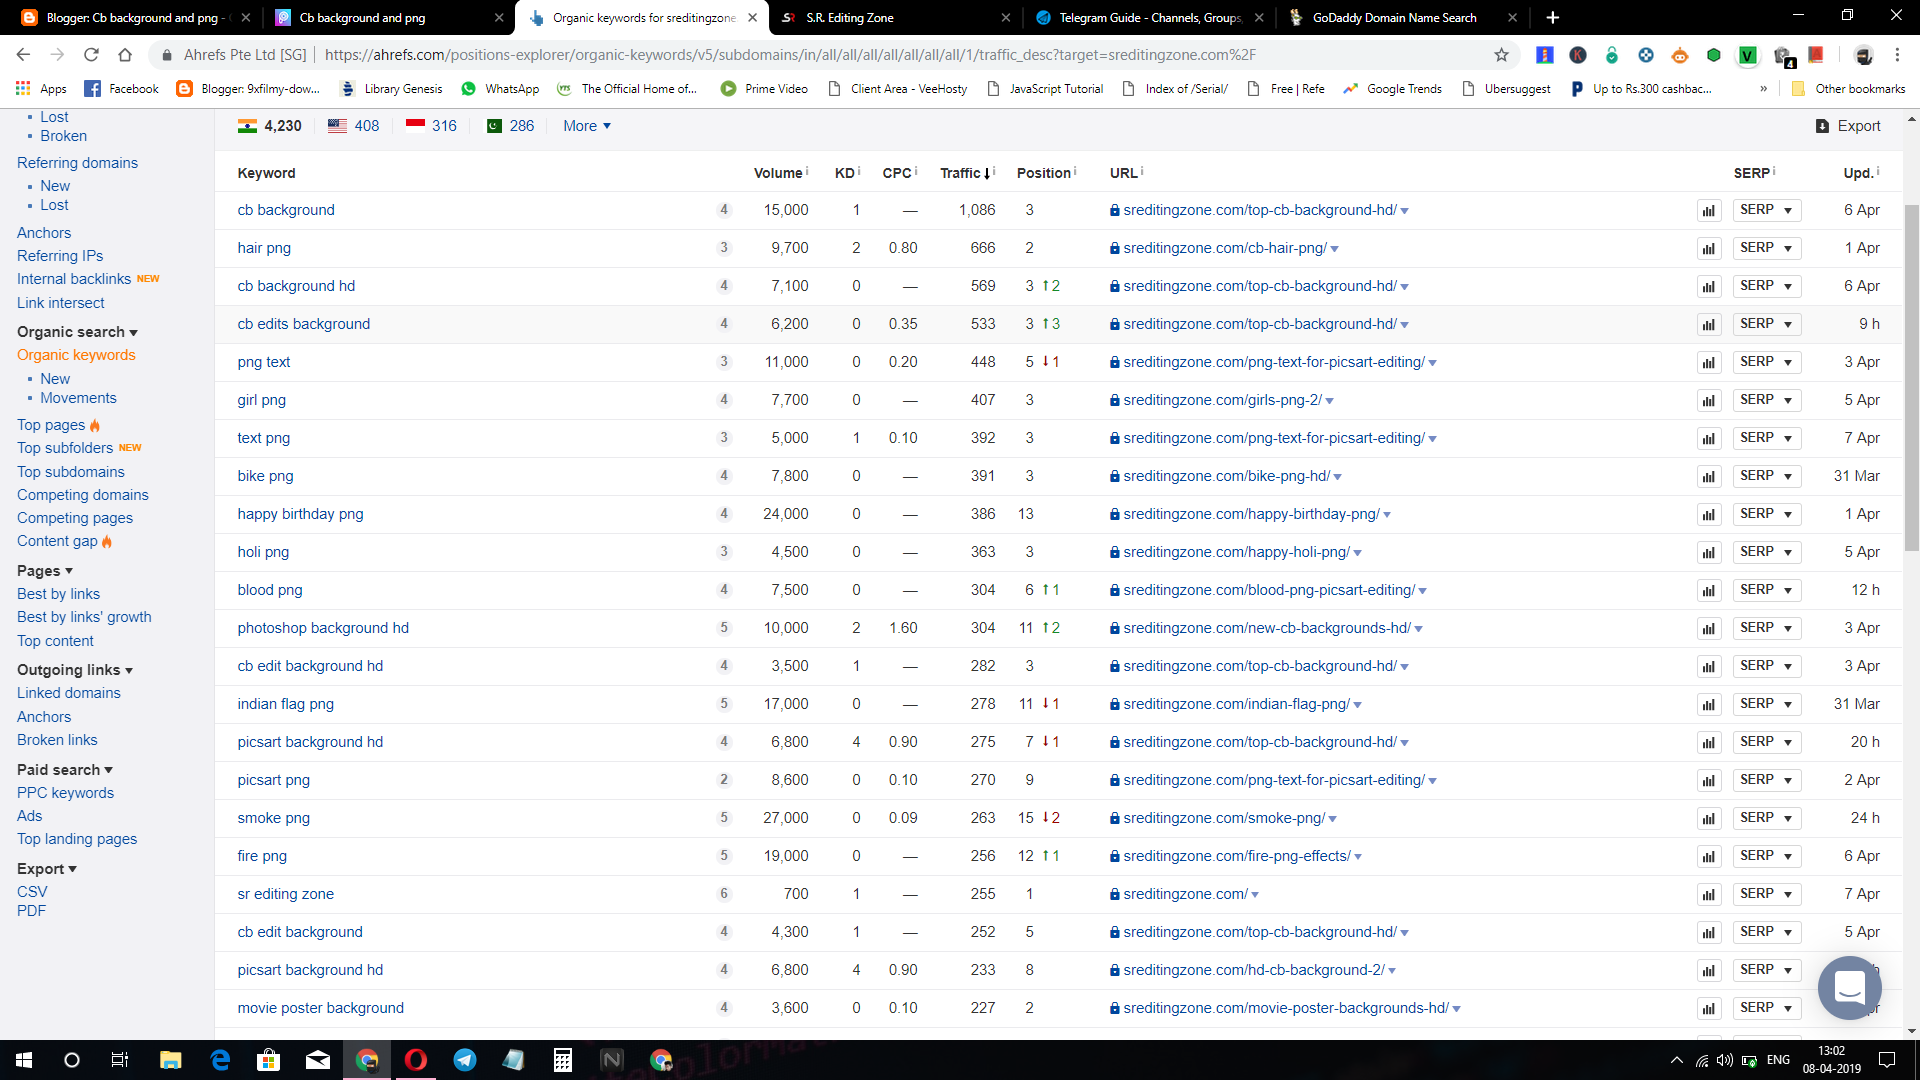 Blogger: Cb background and png -
Cb background and png
Organic keywords for sreditingzone
S.R. Editing Zone
Telegram Guide - Channels, Groups,
GoDaddy Domain Name Search
Ahrefs Pte Ltd [SG] | https://ahrefs.com/positions-explorer/organic-keywords/v5/subdomains/in/all/all/all/all/all/all/all/1/traffic_desc?target=sreditingzone.com%2F
4
Apps Facebook Blogger: 9xfilmy-dow... Library Genesis WhatsApp The Official Home of... Prime Video Client Area - VeeHosty JavaScript Tutorial Index of /Serial/ Free | Refe Google Trends Ubersuggest Up to Rs.300 cashbac... » Other bookmarks
Lost
Broken
Referring domains
New
Lost
Anchors
Referring IPs
Internal backlinks NEW
Link intersect
Organic search
Organic keywords
New
Movements
Top pages
Top subfolders NEW
Top subdomains
Competing domains
Competing pages
Content gap
Pages
Best by links
Best by links' growth
Top content
Outgoing links
Linked domains
Anchors
Broken links
Paid search
PPC keywords
Ads
Top landing pages
Export
CSV
PDF
4,230 408 316 286 More Export
Keyword Volume i KD i CPC i Traffic i Position i URL i SERP i Upd. i
cb background 4 15,000 1 — 1,086 3 sreditingzone.com/top-cb-background-hd/ SERP 6 Apr
hair png 3 9,700 2 0.80 666 2 sreditingzone.com/cb-hair-png/ SERP 1 Apr
cb background hd 4 7,100 0 — 569 3 ↑2 sreditingzone.com/top-cb-background-hd/ SERP 6 Apr
cb edits background 4 6,200 0 0.35 533 3 ↑3 sreditingzone.com/top-cb-background-hd/ SERP 9 h
png text 3 11,000 0 0.20 448 5 ↓1 sreditingzone.com/png-text-for-picsart-editing/ SERP 3 Apr
girl png 4 7,700 0 — 407 3 sreditingzone.com/girls-png-2/ SERP 5 Apr
text png 3 5,000 1 0.10 392 3 sreditingzone.com/png-text-for-picsart-editing/ SERP 7 Apr
bike png 4 7,800 0 — 391 3 sreditingzone.com/bike-png-hd/ SERP 31 Mar
happy birthday png 4 24,000 0 — 386 13 sreditingzone.com/happy-birthday-png/ SERP 1 Apr
holi png 3 4,500 0 — 363 3 sreditingzone.com/happy-holi-png/ SERP 5 Apr
blood png 4 7,500 0 — 304 6 ↑1 sreditingzone.com/blood-png-picsart-editing/ SERP 12 h
photoshop background hd 5 10,000 2 1.60 304 11 ↑2 sreditingzone.com/new-cb-backgrounds-hd/ SERP 3 Apr
cb edit background hd 4 3,500 1 — 282 3 sreditingzone.com/top-cb-background-hd/ SERP 3 Apr
indian flag png 5 17,000 0 — 278 11 ↓1 sreditingzone.com/indian-flag-png/ SERP 31 Mar
picsart background hd 4 6,800 4 0.90 275 7 ↓1 sreditingzone.com/top-cb-background-hd/ SERP 20 h
picsart png 2 8,600 0 0.10 270 9 sreditingzone.com/png-text-for-picsart-editing/ SERP 2 Apr
smoke png 5 27,000 0 0.09 263 15 ↓2 sreditingzone.com/smoke-png/ SERP 24 h
fire png 5 19,000 0 — 256 12 ↑1 sreditingzone.com/fire-png-effects/ SERP 6 Apr
sr editing zone 6 700 1 — 255 1 sreditingzone.com/ SERP 7 Apr
cb edit background 4 4,300 1 — 252 5 sreditingzone.com/top-cb-background-hd/ SERP 5 Apr
picsart background hd 4 6,800 4 0.90 233 8 sreditingzone.com/hd-cb-background-2/ SERP h
movie poster background 4 3,600 0 0.10 227 2 sreditingzone.com/movie-poster-backgrounds-hd/ SERP
ENG
13:02
08-04-2019